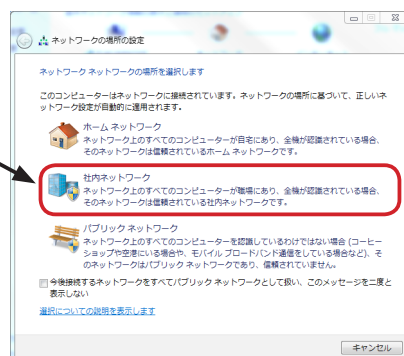 ネットワークの場所の設定
ネットワーク ネットワークの場所を選択します
このコンピューターはネットワークに接続されています。ネットワークの場所に基づいて、正しいネ
ットワーク設定が自動的に適用されます。
ホーム ネットワーク
ネットワーク上のすべてのコンピューターが自宅にあり、全機が認識されている場合、
そのネットワークは信頼されているホーム ネットワークです。
社内ネットワーク
ネットワーク上のすべてのコンピューターが職場にあり、全機が認識されている場合、
そのネットワークは信頼されている社内ネットワークです。
パブリック ネットワーク
ネットワーク上のすべてのコンピューターを認識しているわけではない場合 (コーヒー
ショップや空港にいる場合や、モバイル ブロードバンド通信をしている場合など)、そ
のネットワークはパブリック ネットワークであり、信頼されていません。
今後接続するネットワークをすべてパブリック ネットワークとして扱い、このメッセージを二度と
表示しない
選択についての説明を表示します
キャンセル